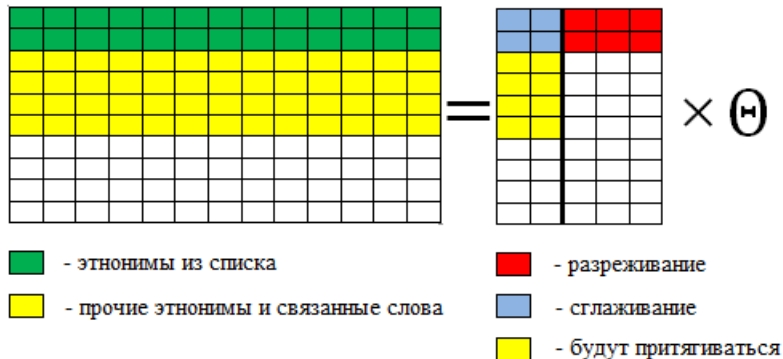 = × Θ
- этнонимы из списка
- прочие этнонимы и связанные слова
- разреживание
- сглаживание
- будут притягиваться